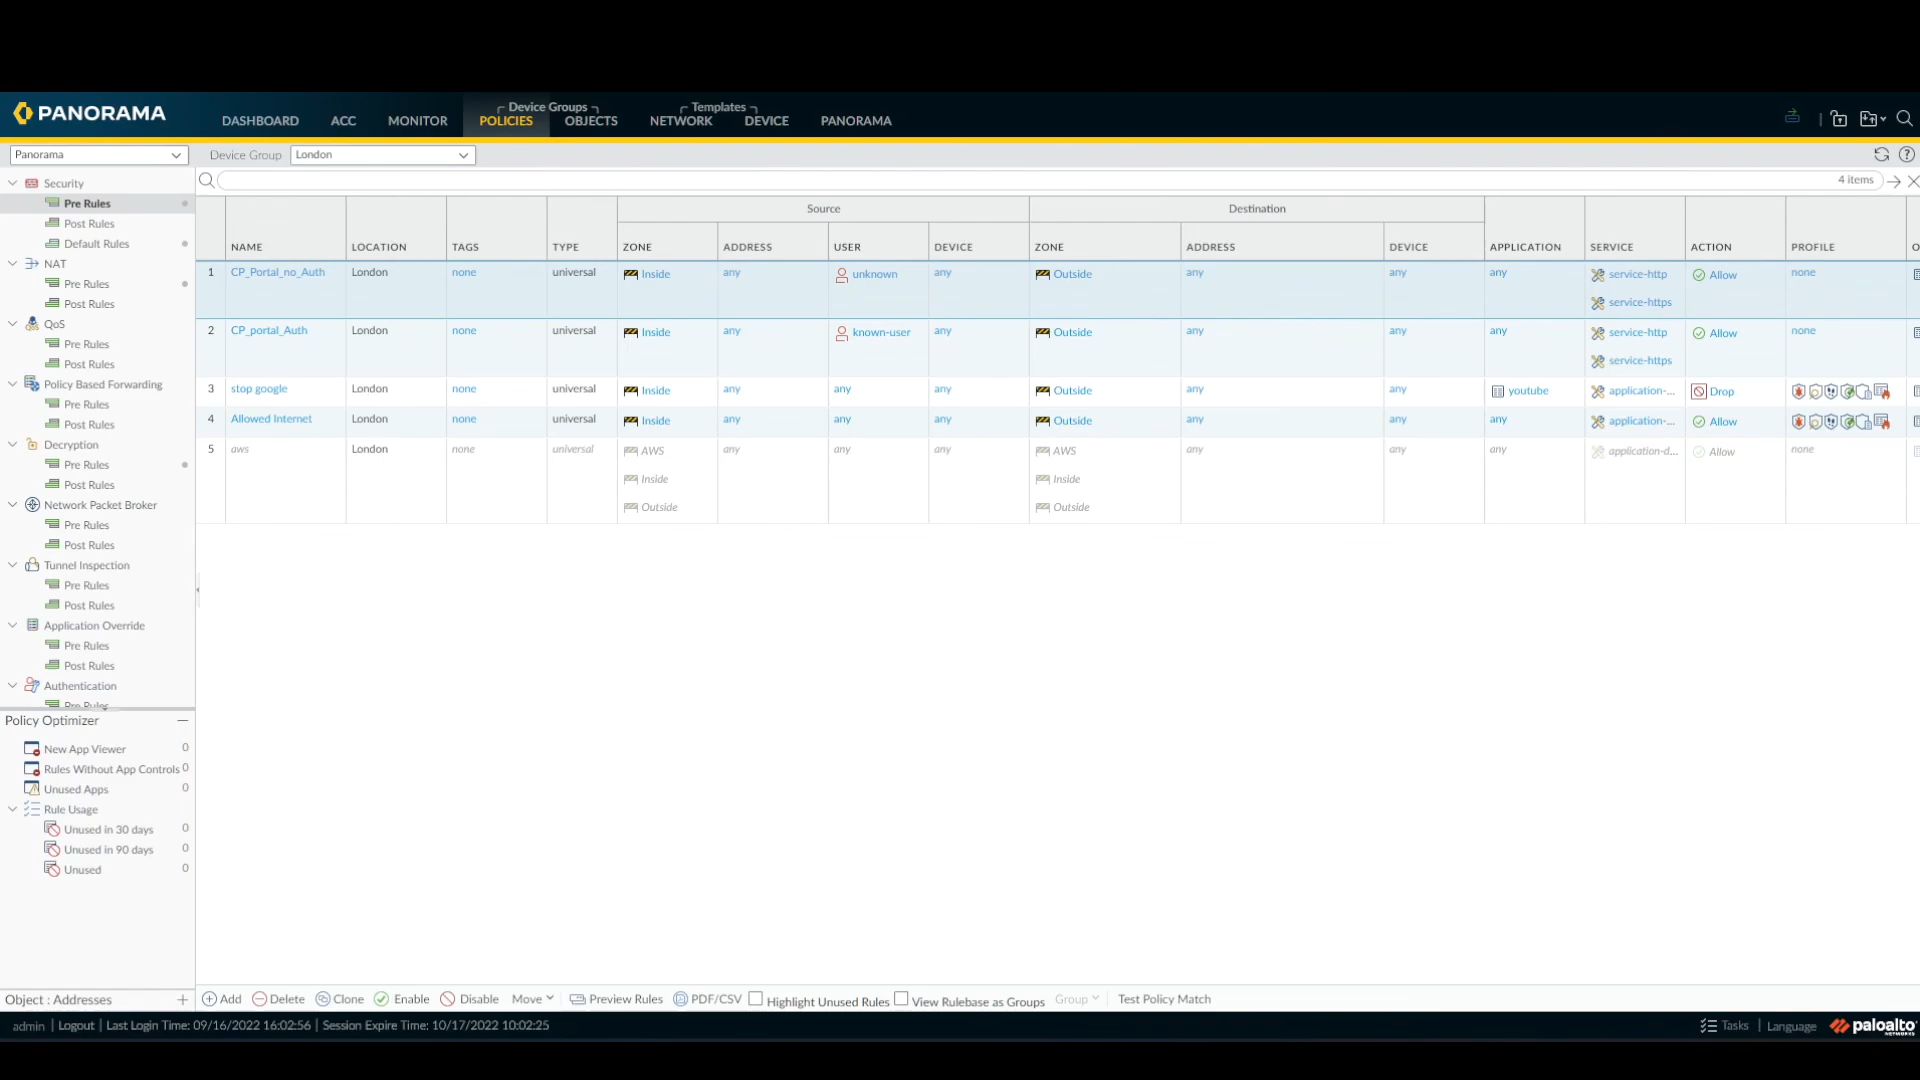 PANORAMA
DASHBOARD ACC MONITOR Device Groups POLICIES OBJECTS Templates NETWORK DEVICE PANORAMA
Panorama Device Group London
4 items
Security
Pre Rules
Post Rules
Default Rules
NAT
Pre Rules
Post Rules
QoS
Pre Rules
Post Rules
Policy Based Forwarding
Pre Rules
Post Rules
Decryption
Pre Rules
Post Rules
Network Packet Broker
Pre Rules
Post Rules
Tunnel Inspection
Pre Rules
Post Rules
Application Override
Pre Rules
Post Rules
Authentication
Pre Rules
Source Destination
NAME LOCATION TAGS TYPE ZONE ADDRESS USER DEVICE ZONE ADDRESS DEVICE APPLICATION SERVICE ACTION PROFILE O
1 CP_Portal_no_Auth London none universal Inside any unknown any Outside any any any service-http Allow none
service-https
2 CP_portal_Auth London none universal Inside any known-user any Outside any any any service-http Allow none
service-https
3 stop google London none universal Inside any any any Outside any any youtube application-... Drop
4 Allowed Internet London none universal Inside any any any Outside any any any application-... Allow
5 aws London none universal AWS any any any AWS any any any application-d... Allow none
Inside Inside
Outside Outside
Policy Optimizer
New App Viewer 0
Rules Without App Controls 0
Unused Apps 0
Rule Usage
Unused in 30 days 0
Unused in 90 days 0
Unused 0
Object : Addresses
Add Delete Clone Enable Disable Move Preview Rules PDF/CSV Highlight Unused Rules View Rulebase as Groups Group Test Policy Match
admin | Logout | Last Login Time: 09/16/2022 16:02:56 | Session Expire Time: 10/17/2022 10:02:25
Tasks | Language paloalto NETWORKS